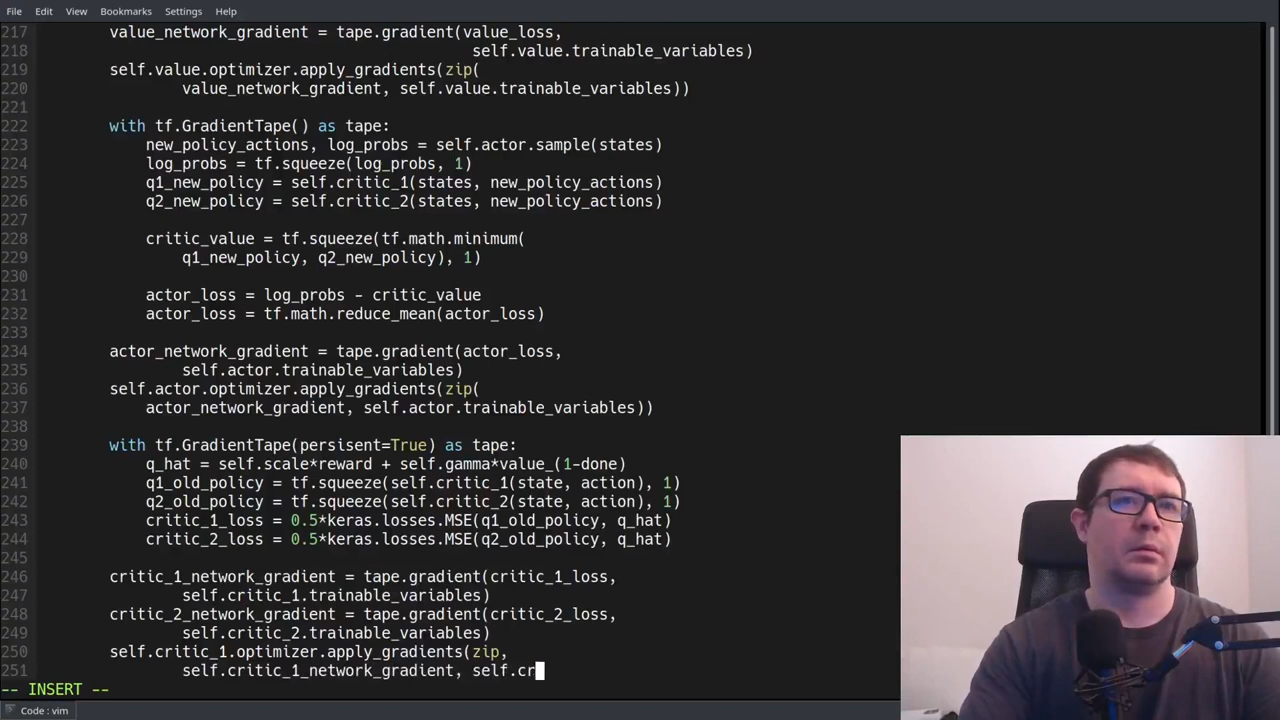 File Edit View Bookmarks Settings Help
217 value_network_gradient = tape.gradient(value_loss,
218 self.value.trainable_variables)
219 self.value.optimizer.apply_gradients(zip(
220 value_network_gradient, self.value.trainable_variables))
221
222 with tf.GradientTape() as tape:
223 new_policy_actions, log_probs = self.actor.sample(states)
224 log_probs = tf.squeeze(log_probs, 1)
225 q1_new_policy = self.critic_1(states, new_policy_actions)
226 q2_new_policy = self.critic_2(states, new_policy_actions)
227
228 critic_value = tf.squeeze(tf.math.minimum(
229 q1_new_policy, q2_new_policy), 1)
230
231 actor_loss = log_probs - critic_value
232 actor_loss = tf.math.reduce_mean(actor_loss)
233
234 actor_network_gradient = tape.gradient(actor_loss,
235 self.actor.trainable_variables)
236 self.actor.optimizer.apply_gradients(zip(
237 actor_network_gradient, self.actor.trainable_variables))
238
239 with tf.GradientTape(persisent=True) as tape:
240 q_hat = self.scale*reward + self.gamma*value_(1-done)
241 q1_old_policy = tf.squeeze(self.critic_1(state, action), 1)
242 q2_old_policy = tf.squeeze(self.critic_2(state, action), 1)
243 critic_1_loss = 0.5*keras.losses.MSE(q1_old_policy, q_hat)
244 critic_2_loss = 0.5*keras.losses.MSE(q2_old_policy, q_hat)
245
246 critic_1_network_gradient = tape.gradient(critic_1_loss,
247 self.critic_1.trainable_variables)
248 critic_2_network_gradient = tape.gradient(critic_2_loss,
249 self.critic_2.trainable_variables)
250 self.critic_1.optimizer.apply_gradients(zip,
251 self.critic_1_network_gradient, self.cr
-- INSERT --
Code : vim